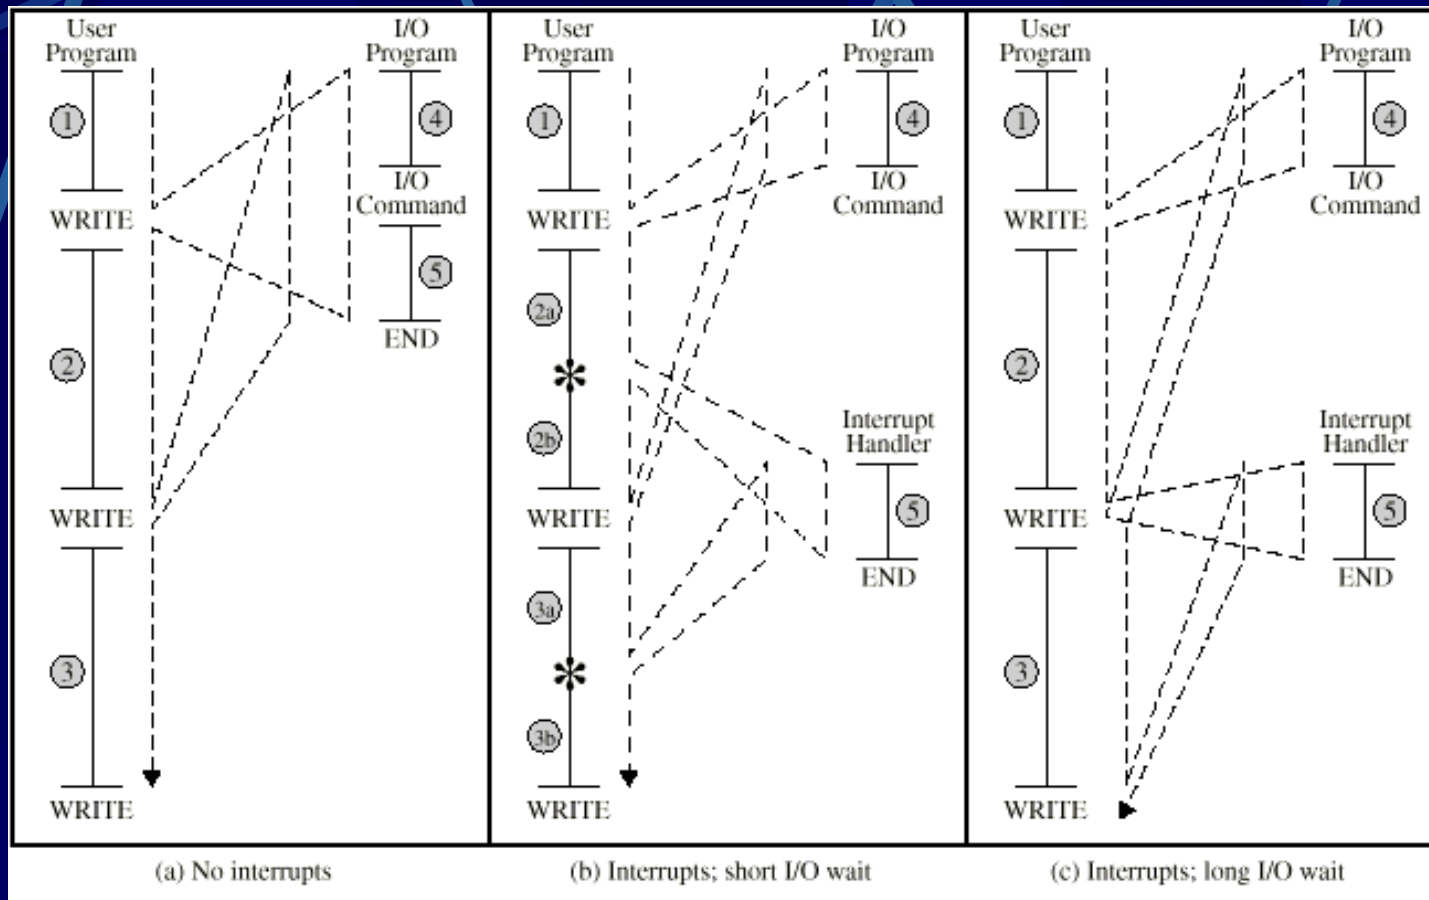 User
Program
I/O
Program
1
4
I/O
Command
WRITE
5
END
2
WRITE
3
WRITE
(a) No interrupts
User
Program
I/O
Program
1
4
I/O
Command
WRITE
2a
*
2b
Interrupt
Handler
5
WRITE
END
3a
*
3b
WRITE
(b) Interrupts; short I/O wait
User
Program
I/O
Program
1
4
I/O
Command
WRITE
2
Interrupt
Handler
5
WRITE
END
3
WRITE
(c) Interrupts; long I/O wait